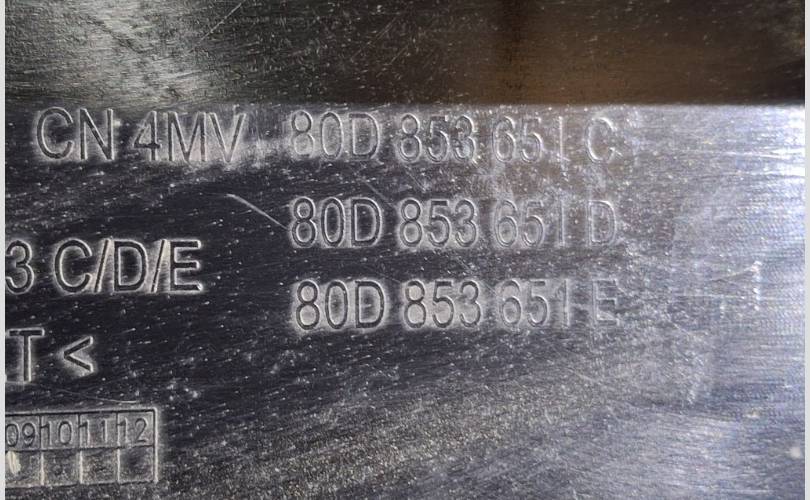 CN 4MV 80D 853 651 C
80D 853 651 D
3 C/D/E
80D 853 651 E
T <
09 10 11 12